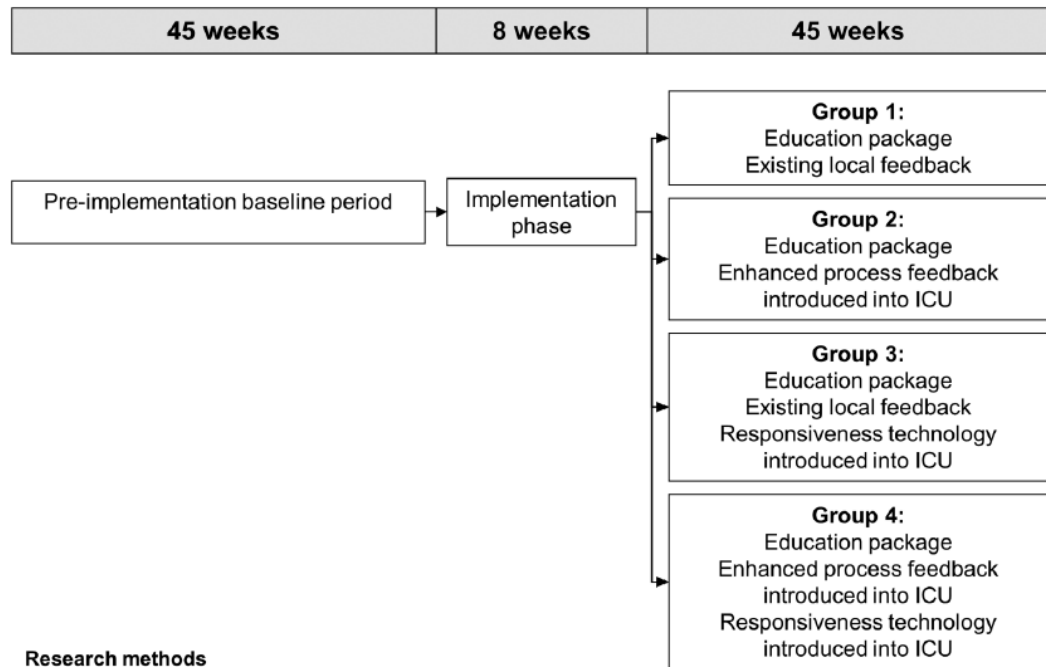 45 weeks
8 weeks
45 weeks
Pre-implementation baseline period
Implementation
phase
Group 1:
Education package
Existing local feedback
Group 2:
Education package
Enhanced process feedback
introduced into ICU
Group 3:
Education package
Existing local feedback
Responsiveness technology
introduced into ICU
Group 4:
Education package
Enhanced process feedback
introduced into ICU
Responsiveness technology
introduced into ICU
Research methods